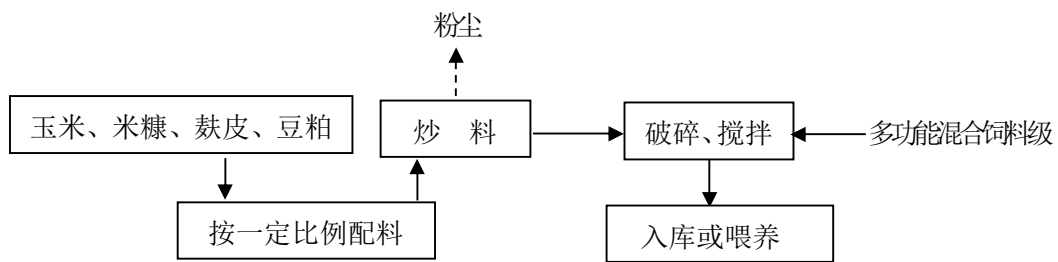 粉尘
玉米、米糠、麸皮、豆粕
炒 料
破碎、搅拌
多功能混合饲料级
按一定比例配料
入库或喂养